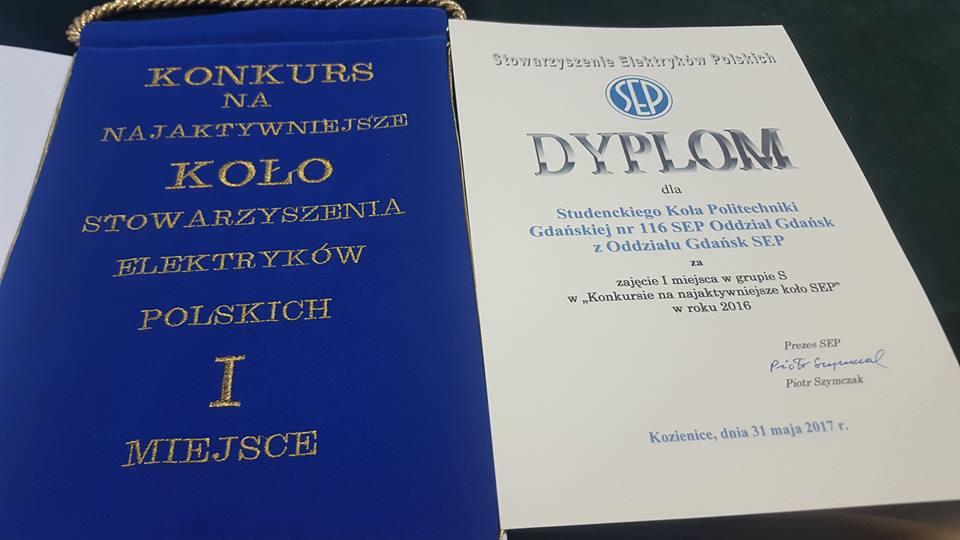 KONKURS
NA
NAJAKTYWNIEJSZE
KOŁO
STOWARZYSZENIA
ELEKTRYKÓW
POLSKICH
I
MIEJSCE
Stowarzyszenie Elektryków Polskich
SEP
DYPLOM
dla
Studenckiego Koła Politechniki
Gdańskiej nr 116 SEP Oddział Gdańsk
z Oddziału Gdańsk SEP
za
zajęcie I miejsca w grupie S
w „Konkursie na najaktywniejsze koło SEP”
w roku 2016
Prezes SEP
Piotr Szymczak
Piotr Szymczak
Kozienice, dnia 31 maja 2017 r.